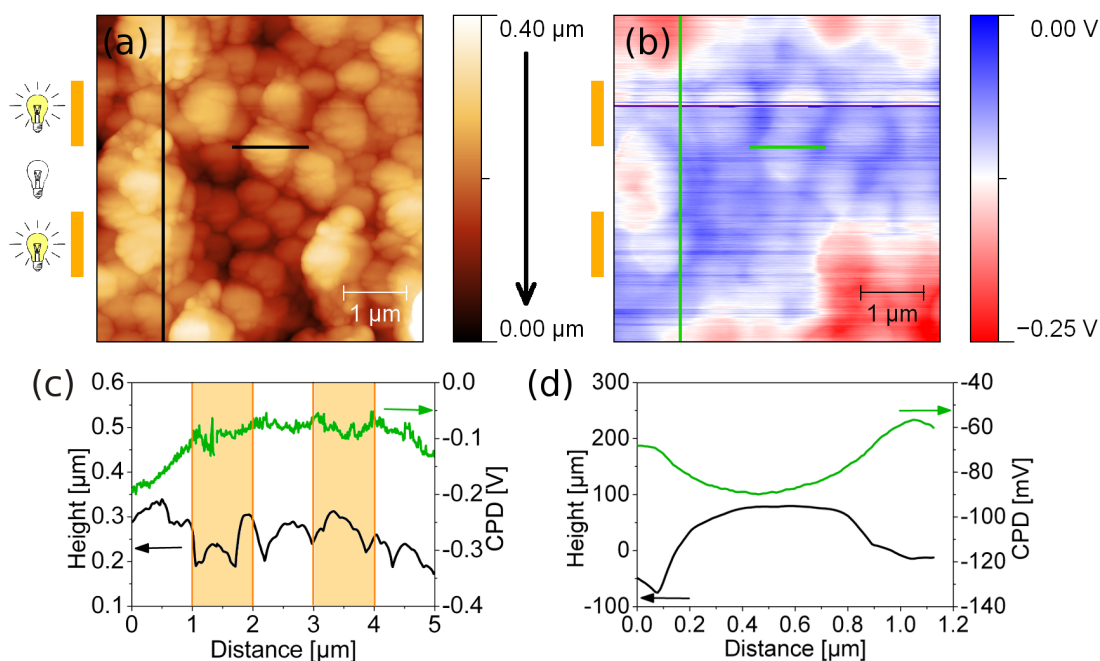 (a)
1 µm
0.40 µm
0.00 µm
(b)
1 µm
0.00 V
−0.25 V
(c)
0.6
0.5
0.4
0.3
0.2
0.1
Height [µm]
0 1 2 3 4 5
Distance [µm]
0.0
-0.1
-0.2
-0.3
-0.4
CPD [V]
(d)
300
200
100
0
-100
Height [µm]
0.0 0.2 0.4 0.6 0.8 1.0 1.2
Distance [µm]
-40
-60
-80
-100
-120
-140
CPD [mV]